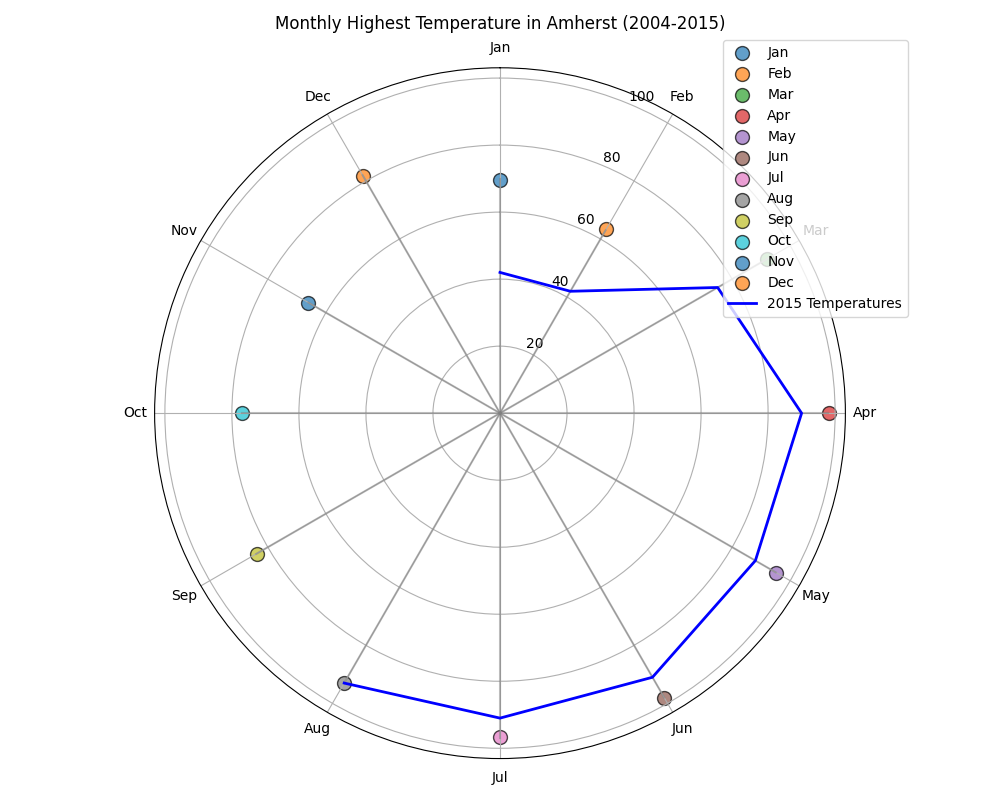 Monthly Highest Temperature in Amherst (2004-2015)
Jan
Feb
Mar
Apr
May
Jun
Jul
Aug
Sep
Oct
Nov
Dec
20
40
60
80
100
Jan
Feb
Mar
Apr
May
Jun
Jul
Aug
Sep
Oct
Nov
Dec
2015 Temperatures